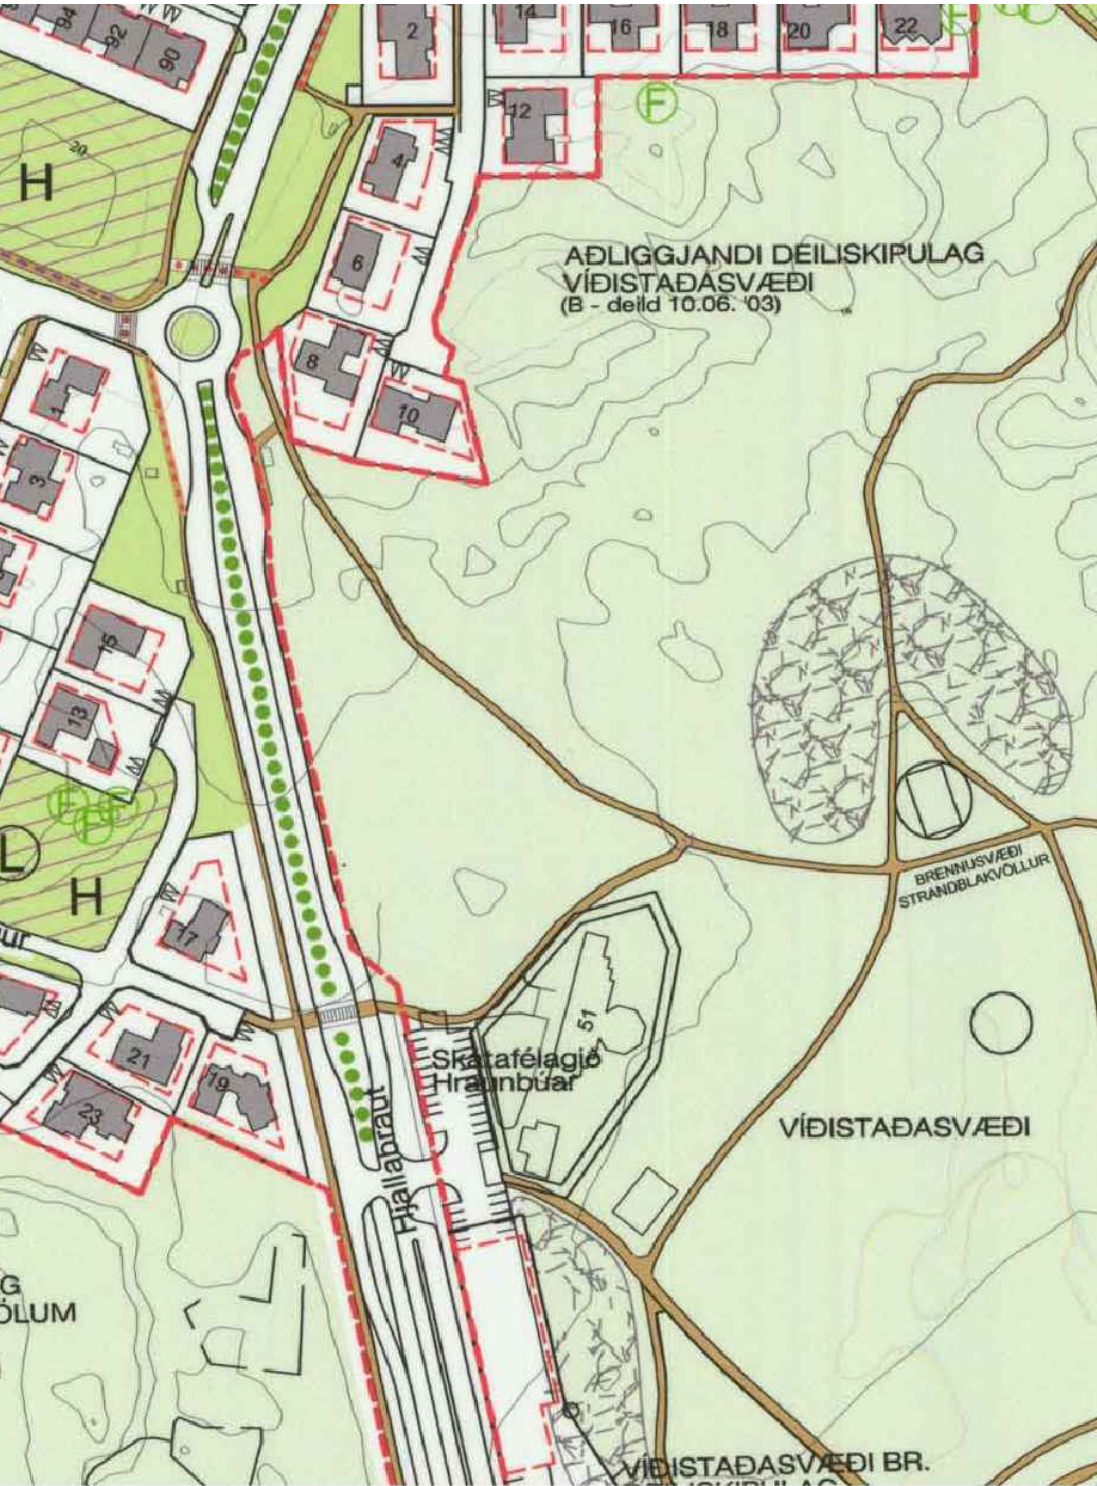 94
92
90
2
14
16
18
20
22
F
F
12
4
20
H
6
AÐLIGGJANDI DEILISKIPULAG
VÍÐISTAÐASVÆÐI
(B - deild 10.06. '03)
8
10
1
3
15
13
F
F
F
L
H
17
ur
BRENNUSVÆÐI
STRANDBLAKVÖLLUR
51
Skátafélagið
Hraunbúar
21
19
23
Hjallabraut
VÍÐISTAÐASVÆÐI
G
ÖLUM
VÍÐISTAÐASVÆÐI BR.